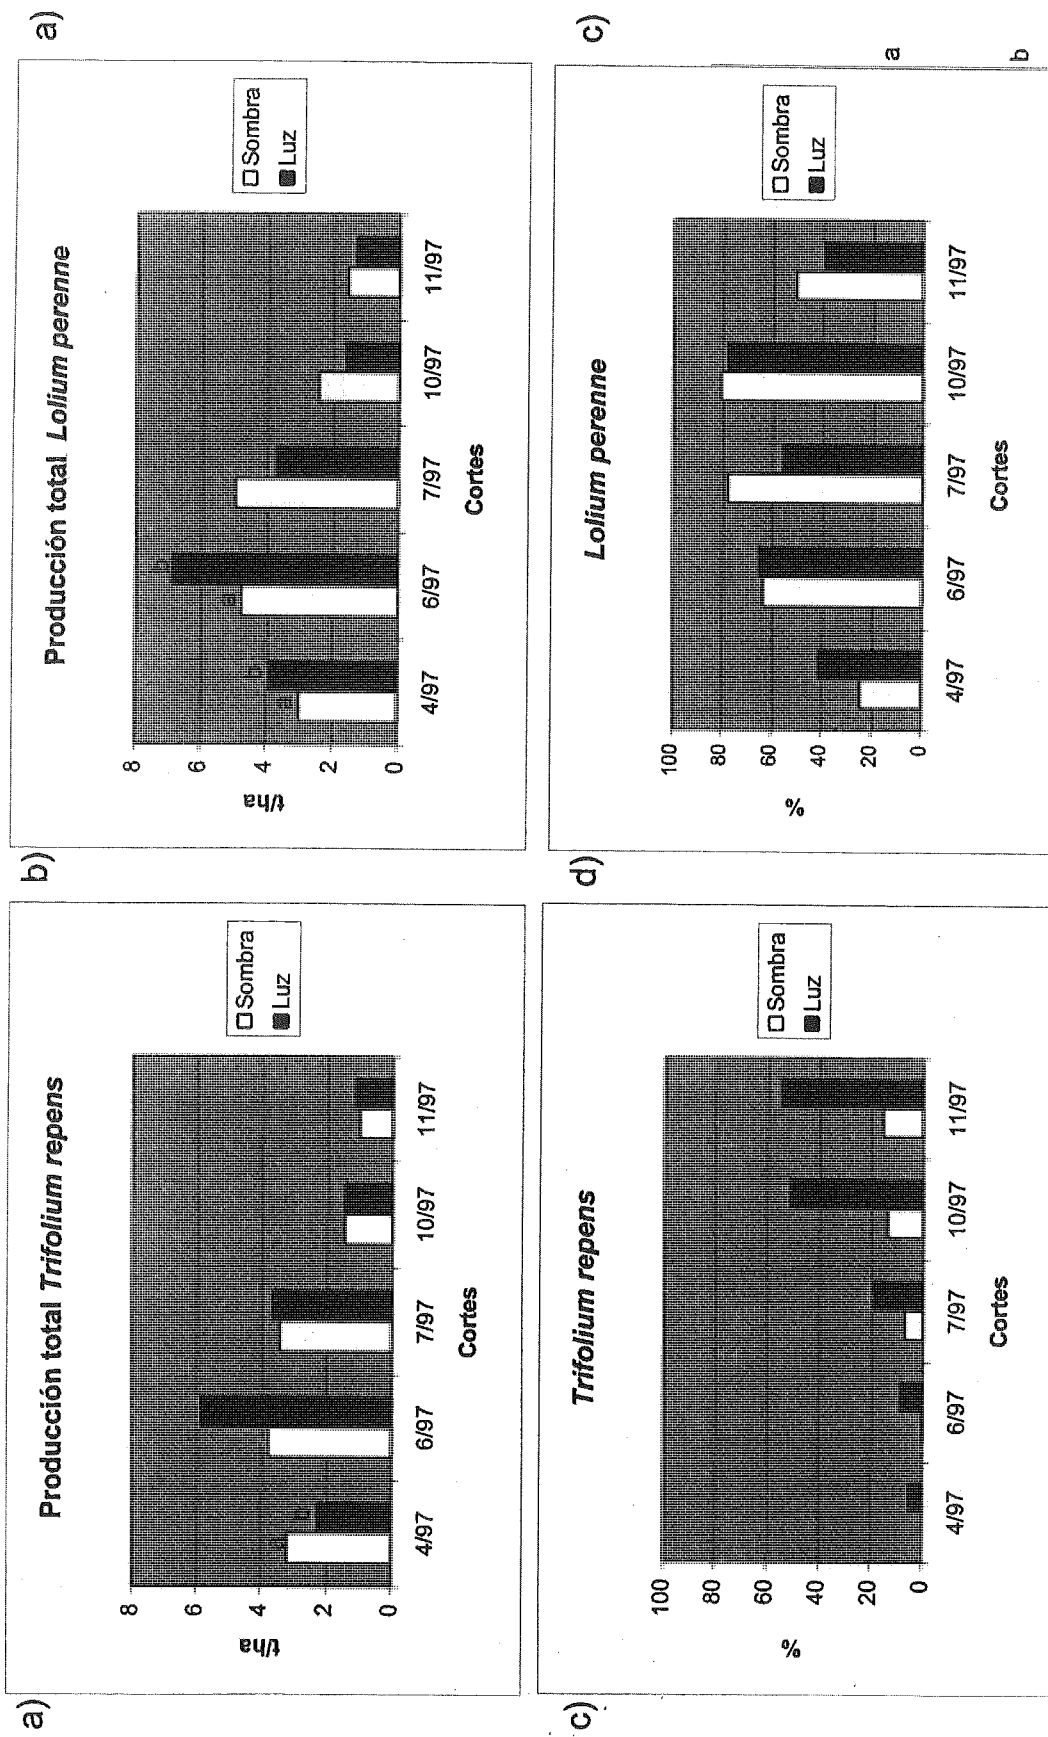 a)
Producción total Trifolium repens
t/ha
8
6
4
2
0
4/97
6/97
7/97
10/97
11/97
Cortes
Sombra
Luz
b)
Producción total Lolium perenne
t/ha
8
6
4
2
0
a
b
a
4/97
6/97
7/97
10/97
11/97
Cortes
Sombra
Luz
a)
c)
Trifolium repens
%
100
80
60
40
20
0
4/97
6/97
7/97
10/97
11/97
Cortes
Sombra
Luz
d)
Lolium perenne
%
100
80
60
40
20
0
4/97
6/97
7/97
10/97
11/97
Cortes
Sombra
Luz
c)
a
b